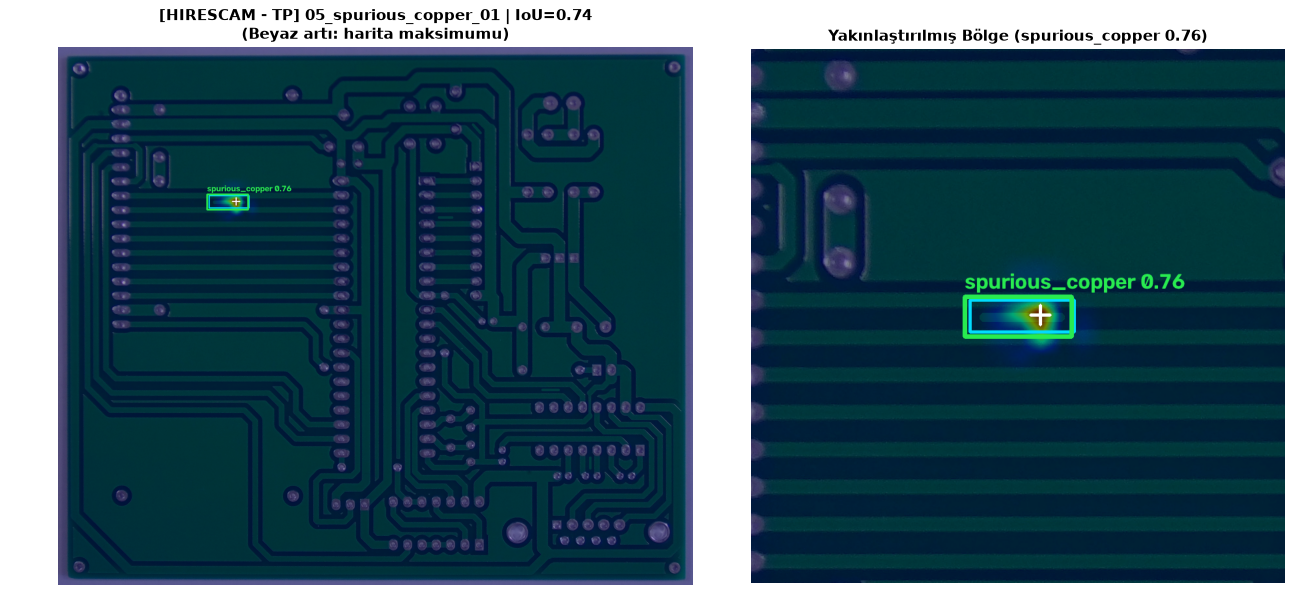 [HIRESCAM - TP] 05_spurious_copper_01 | IoU=0.74
(Beyaz artı: harita maksimumu)
spurious_copper 0.76
Yakınlaştırılmış Bölge (spurious_copper 0.76)
spurious_copper 0.76